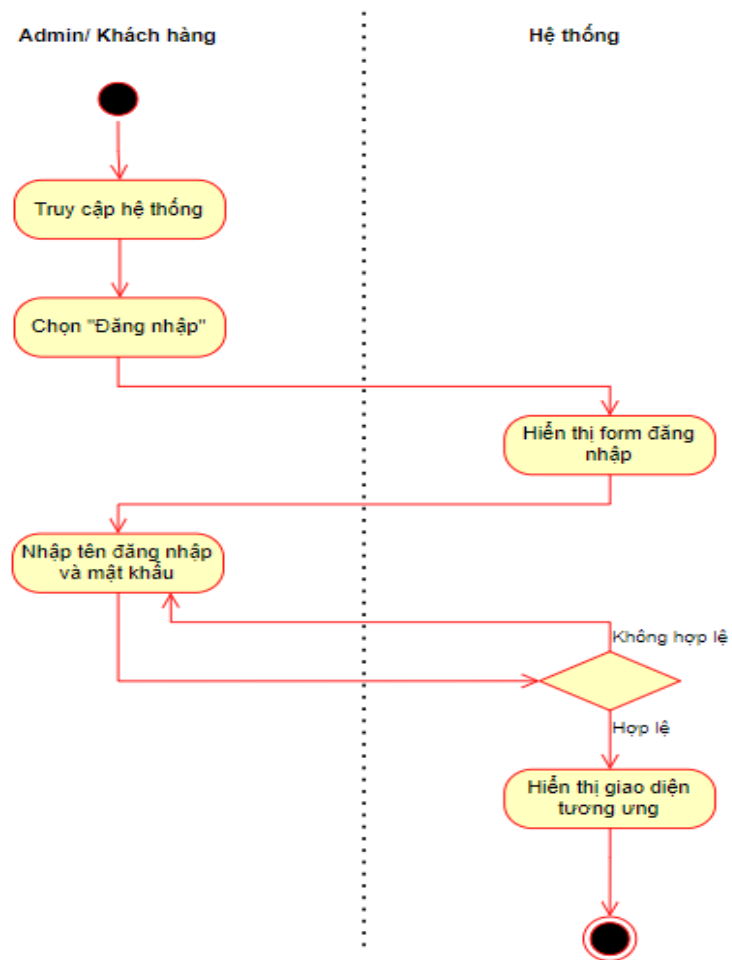 Admin/ Khách hàng
Hệ thống
Truy cập hệ thống
Chọn "Đăng nhập"
Hiển thị form đăng
nhập
Nhập tên đăng nhập
và mật khẩu
Không hợp lệ
Hợp lệ
Hiển thị giao diện
tương ưng